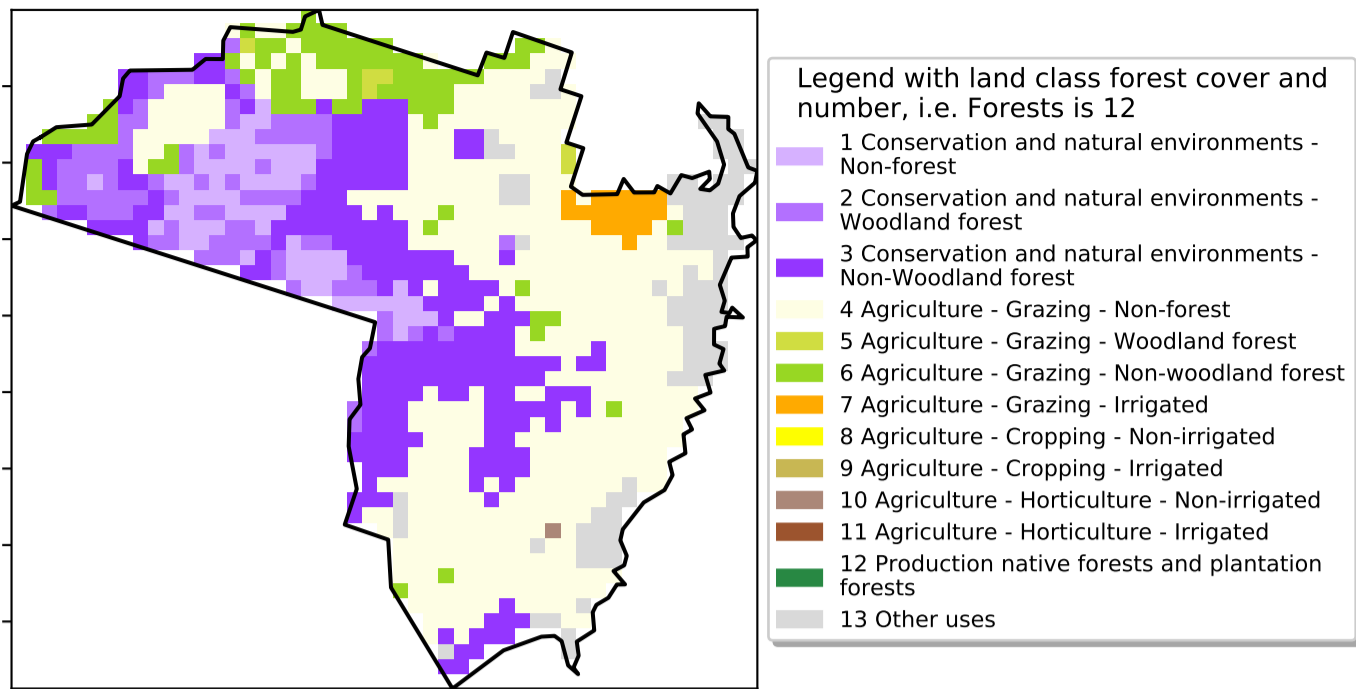 Legend with land class forest cover and
number, i.e. Forests is 12
1 Conservation and natural environments -
Non-forest
2 Conservation and natural environments -
Woodland forest
3 Conservation and natural environments -
Non-Woodland forest
4 Agriculture - Grazing - Non-forest
5 Agriculture - Grazing - Woodland forest
6 Agriculture - Grazing - Non-woodland forest
7 Agriculture - Grazing - Irrigated
8 Agriculture - Cropping - Non-irrigated
9 Agriculture - Cropping - Irrigated
10 Agriculture - Horticulture - Non-irrigated
11 Agriculture - Horticulture - Irrigated
12 Production native forests and plantation
forests
13 Other uses